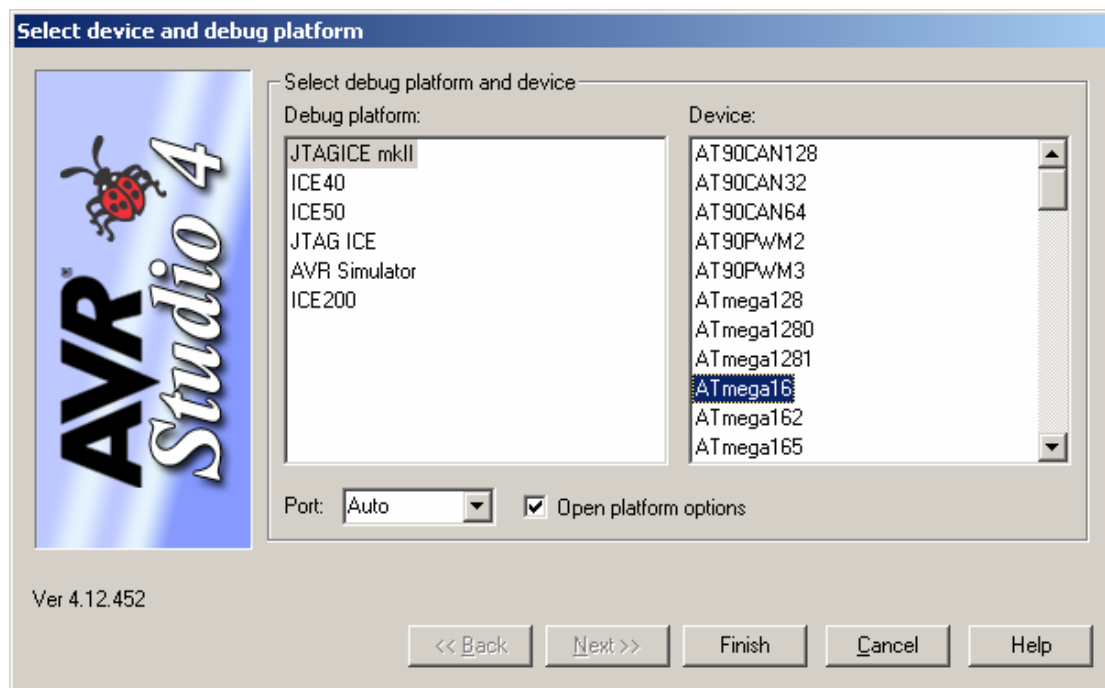 Select device and debug platform
AVR®
Studio 4
Select debug platform and device
Debug platform:
JTAGICE mkII
ICE40
ICE50
JTAG ICE
AVR Simulator
ICE200
Device:
AT90CAN128
AT90CAN32
AT90CAN64
AT90PWM2
AT90PWM3
ATmega128
ATmega1280
ATmega1281
ATmega16
ATmega162
ATmega165
Port: Auto Open platform options
Ver 4.12.452
<< Back Next >> Finish Cancel Help